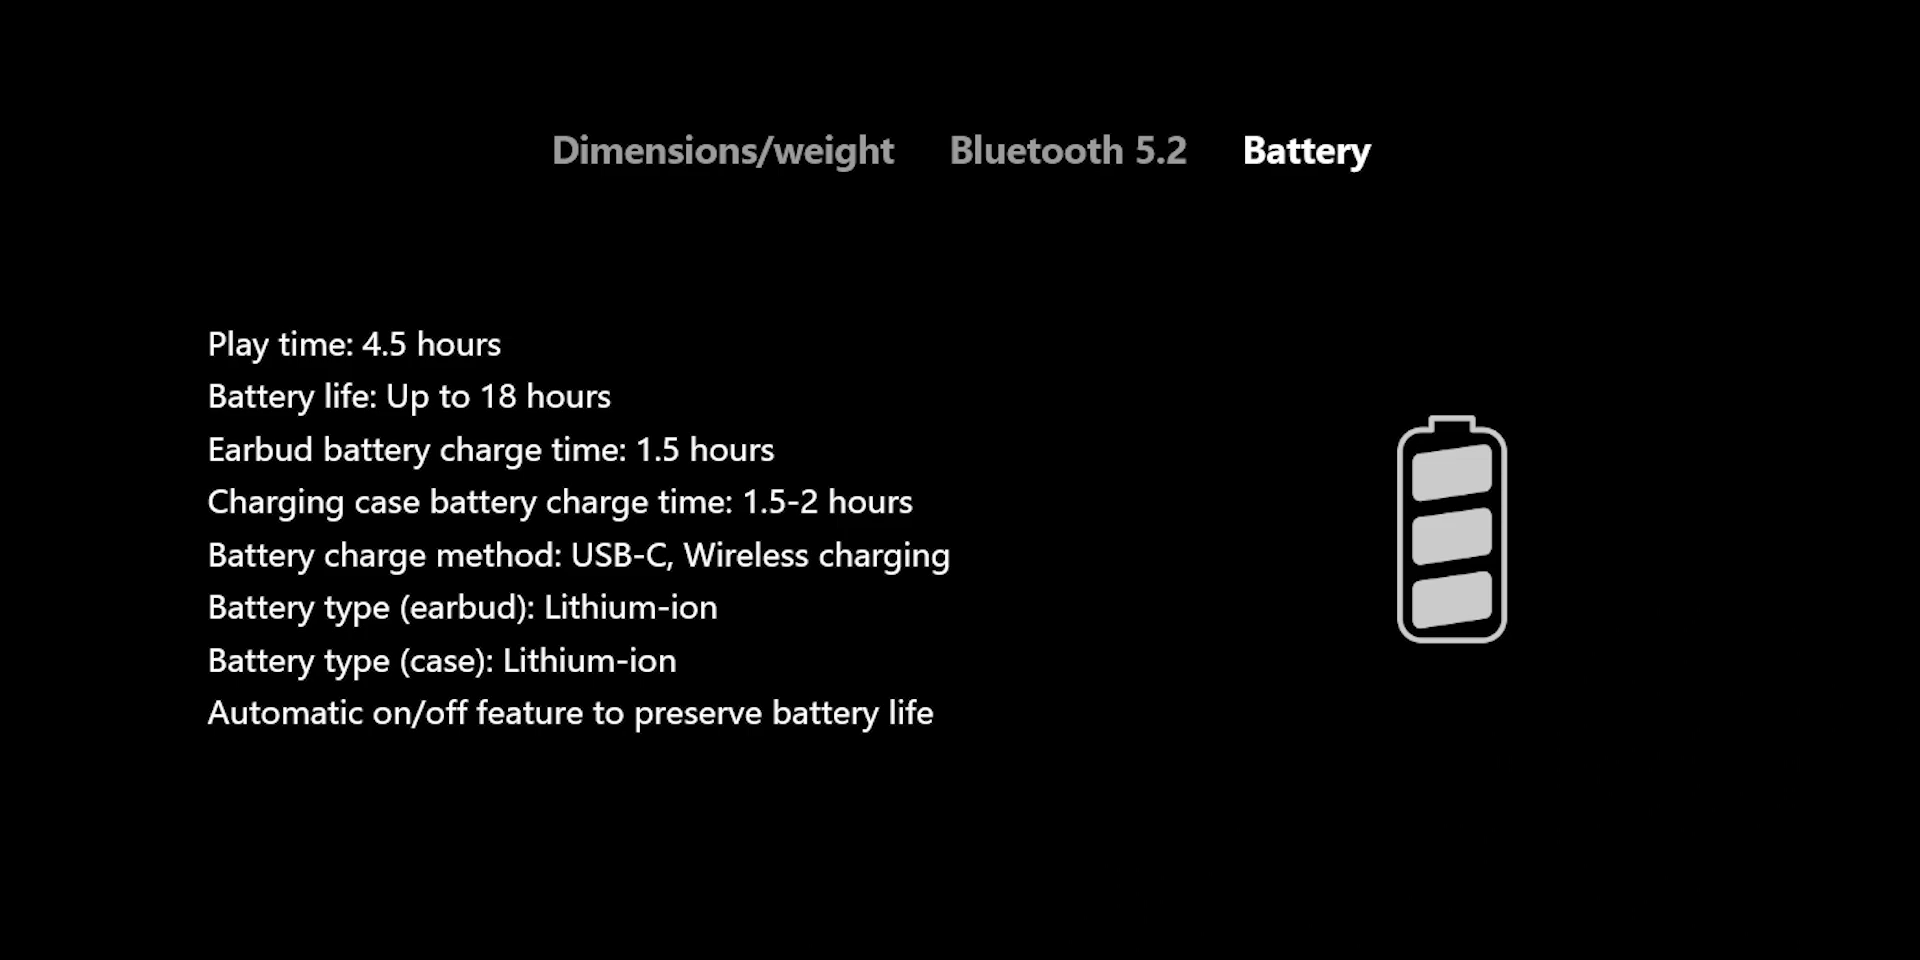 Dimensions/weight Bluetooth 5.2 Battery
Play time: 4.5 hours
Battery life: Up to 18 hours
Earbud battery charge time: 1.5 hours
Charging case battery charge time: 1.5-2 hours
Battery charge method: USB-C, Wireless charging
Battery type (earbud): Lithium-ion
Battery type (case): Lithium-ion
Automatic on/off feature to preserve battery life